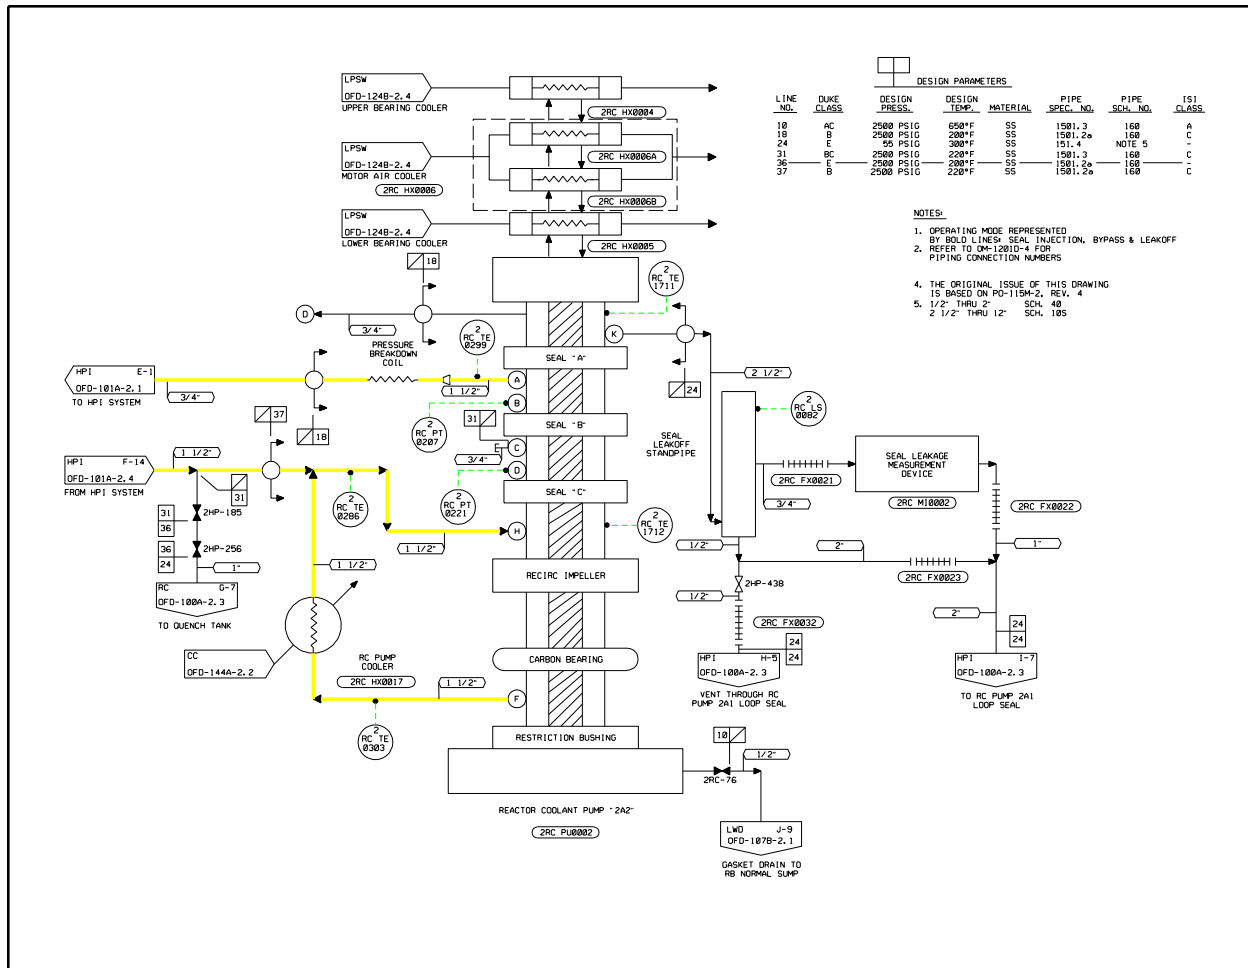 DESIGN PARAMETERS
LINE NO. DUKE CLASS DESIGN PRESS. DESIGN TEMP. MATERIAL PIPE SPEC. NO. PIPE SCH. NO. ISI CLASS
10 AC 2500 PSIG 650°F SS 1501.3 160 A
18 B 2500 PSIG 200°F SS 1501.2a 160 C
24 E 55 PSIG 300°F SS 151.4 NOTE 5 -
31 BC 2500 PSIG 220°F SS 1501.3 160 C
36 E 2500 PSIG 200°F SS 1501.2a 160 -
37 B 2500 PSIG 220°F SS 1501.2a 160 C
NOTES:
1. OPERATING MODE REPRESENTED
BY BOLD LINES: SEAL INJECTION, BYPASS & LEAKOFF
2. REFER TO OM-1201D-4 FOR
PIPING CONNECTION NUMBERS
4. THE ORIGINAL ISSUE OF THIS DRAWING
IS BASED ON PO-115M-2, REV. 4
5. 1/2" THRU 2" SCH. 40
2 1/2" THRU 12" SCH. 10S
LPSW
OFD-124B-2.4
UPPER BEARING COOLER
2RC HX0004
LPSW
OFD-124B-2.4
MOTOR AIR COOLER
2RC HX0006
2RC HX0006A
2RC HX0006B
LPSW
OFD-124B-2.4
LOWER BEARING COOLER
2RC HX0005
18
D
3/4"
2
RC TE
1711
K
24
2 1/2"
PRESSURE
BREAKDOWN
COIL
2
RC TE
0299
SEAL "A"
HPI E-1
OFD-101A-2.1
TO HPI SYSTEM
3/4"
18
1 1/2"
A
B
2
RC PT
0207
SEAL "B"
31
C
3/4"
D
2
RC PT
0221
SEAL "C"
37
HPI F-14
OFD-101A-2.4
FROM HPI SYSTEM
1 1/2"
31
2HP-185
31
36
2HP-256
36
24
1"
RC G-7
OFD-100A-2.3
TO QUENCH TANK
2
RC TE
0286
1 1/2"
H
2
RC TE
1712
1 1/2"
RECIRC IMPELLER
CC
OFD-144A-2.2
RC PUMP
COOLER
2RC HX0017
1 1/2"
F
2
RC TE
0303
CARBON BEARING
RESTRICTION BUSHING
REACTOR COOLANT PUMP "2A2"
2RC PU0002
10
1/2"
2RC-76
LWD J-9
OFD-107B-2.1
GASKET DRAIN TO
RB NORMAL SUMP
SEAL
LEAKOFF
STANDPIPE
2
RC LS
0082
2RC FX0021
3/4"
SEAL LEAKAGE
MEASUREMENT
DEVICE
2RC MI0002
2RC FX0022
1"
1/2"
2"
2RC FX0023
2HP-438
1/2"
2RC FX0032
24
24
HPI H-5
OFD-100A-2.3
VENT THROUGH RC
PUMP 2A1 LOOP SEAL
2"
24
24
HPI I-7
OFD-100A-2.3
TO RC PUMP 2A1
LOOP SEAL